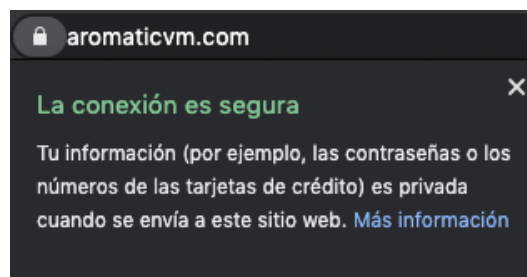 aromaticvm.com
La conexión es segura
Tu información (por ejemplo, las contraseñas o los
números de las tarjetas de crédito) es privada
cuando se envía a este sitio web. Más información